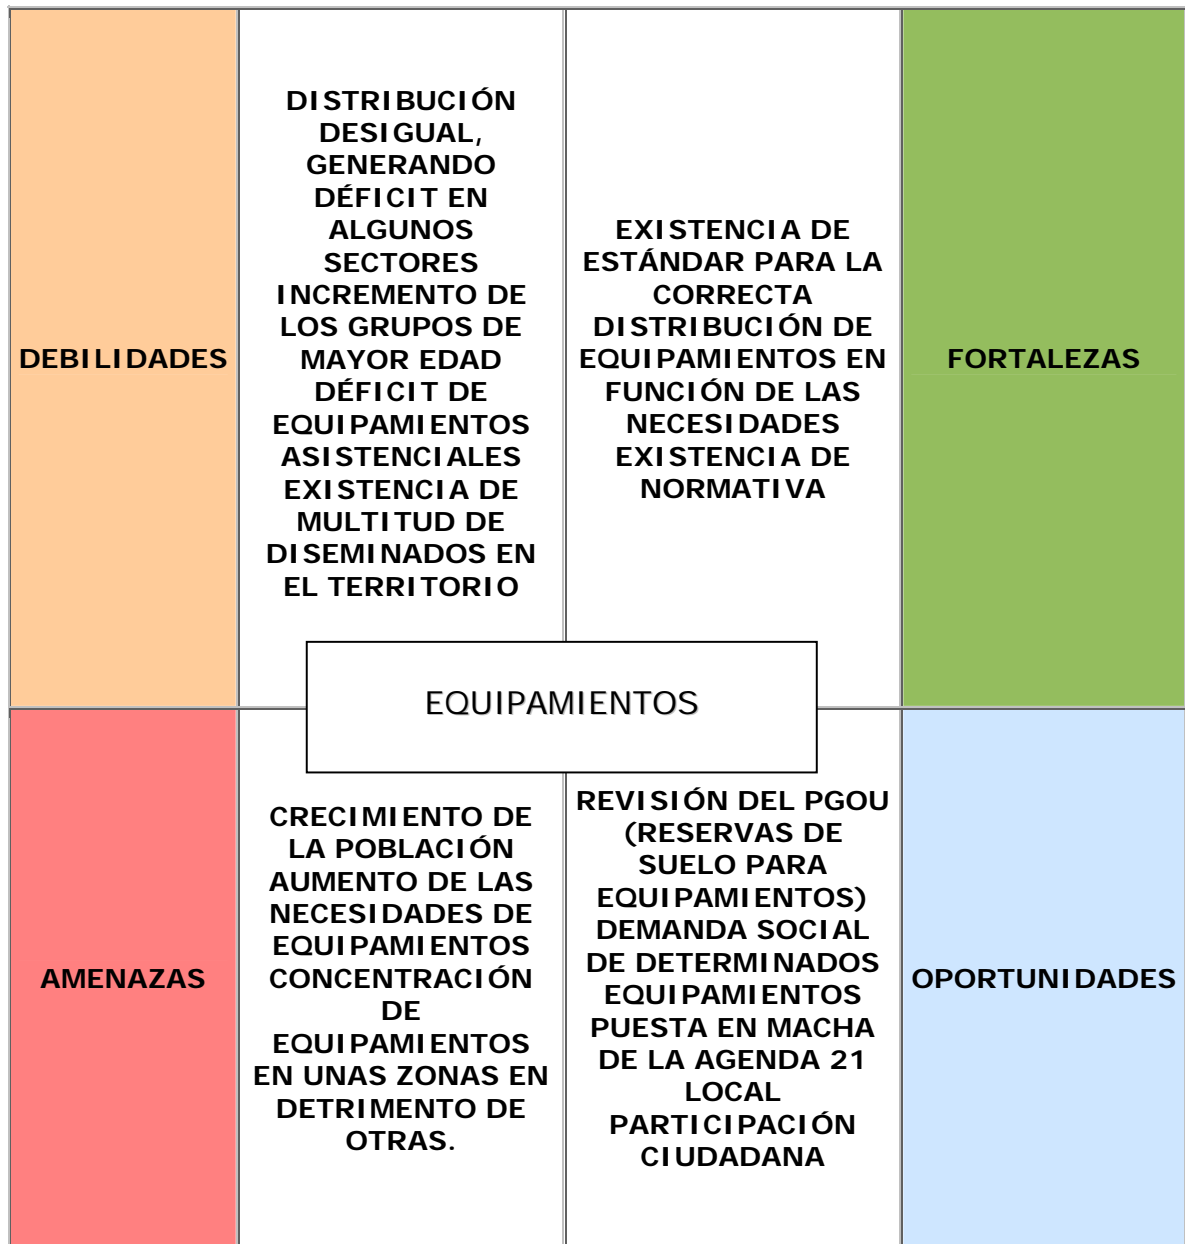 DEBILIDADES
DISTRIBUCIÓN
DESIGUAL,
GENERANDO
DÉFICIT EN
ALGUNOS
SECTORES
INCREMENTO DE
LOS GRUPOS DE
MAYOR EDAD
DÉFICIT DE
EQUIPAMIENTOS
ASISTENCIALES
EXISTENCIA DE
MULTITUD DE
DISEMINADOS EN
EL TERRITORIO
EXISTENCIA DE
ESTÁNDAR PARA LA
CORRECTA
DISTRIBUCIÓN DE
EQUIPAMIENTOS EN
FUNCIÓN DE LAS
NECESIDADES
EXISTENCIA DE
NORMATIVA
FORTALEZAS
EQUIPAMIENTOS
AMENAZAS
CRECIMIENTO DE
LA POBLACIÓN
AUMENTO DE LAS
NECESIDADES DE
EQUIPAMIENTOS
CONCENTRACIÓN
DE
EQUIPAMIENTOS
EN UNAS ZONAS EN
DETRIMENTO DE
OTRAS.
REVISIÓN DEL PGOU
(RESERVAS DE
SUELO PARA
EQUIPAMIENTOS)
DEMANDA SOCIAL
DE DETERMINADOS
EQUIPAMIENTOS
PUESTA EN MACHA
DE LA AGENDA 21
LOCAL
PARTICIPACIÓN
CIUDADANA
OPORTUNIDADES